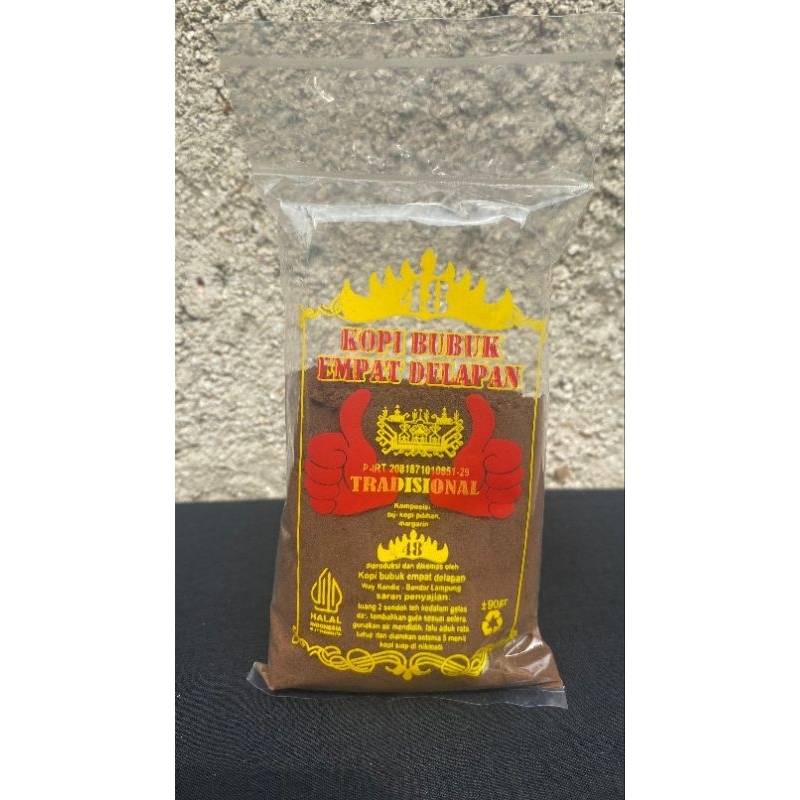 48
KOPI BUBUK
EMPAT DELAPAN
P-IRT 2081871010851-29
TRADISIONAL
Komposisi
biji kopi pilihan,
margarin
48
diproduksi dan dikemas oleh
Kopi bubuk empat delapan
Way Kandis - Bandar Lampung
saran penyajian:
tuang 2 sendok teh kedalam gelas
dan tambahkan gula sesuai selera
gunakan air mendidih, lalu aduk rata
tutup dan diamkan selama 5 menit
kopi siap di nikmati
HALAL
INDONESIA
±90gr